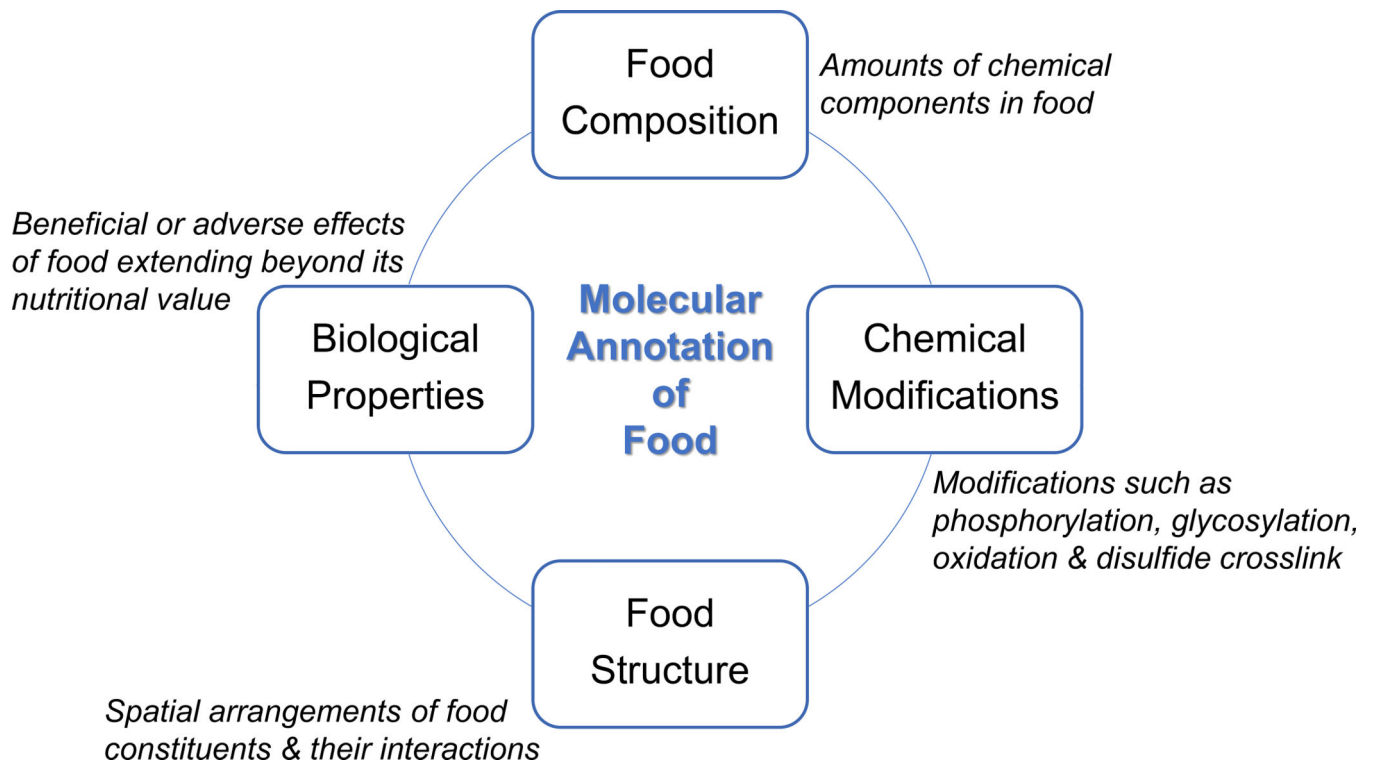 Food
Composition
Amounts of chemical
components in food
Beneficial or adverse effects
of food extending beyond its
nutritional value
Biological
Properties
Molecular
Annotation
of
Food
Chemical
Modifications
Modifications such as
phosphorylation, glycosylation,
oxidation & disulfide crosslink
Food
Structure
Spatial arrangements of food
constituents & their interactions